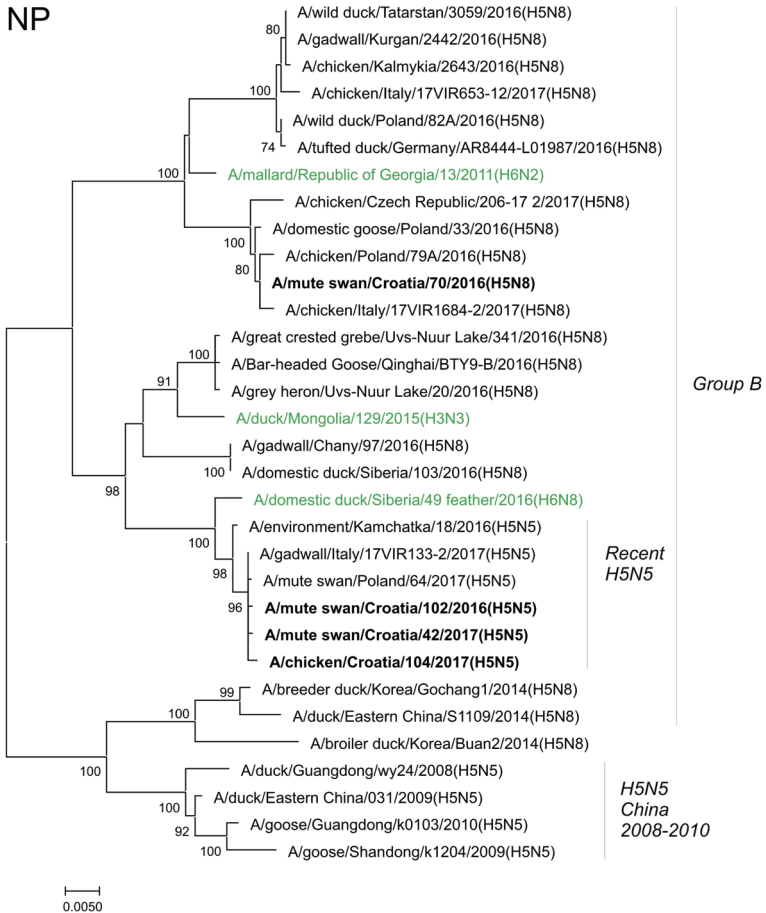 NP
A/wild duck/Tatarstan/3059/2016(H5N8)
80
A/gadwall/Kurgan/2442/2016(H5N8)
A/chicken/Kalmykia/2643/2016(H5N8)
100
A/chicken/Italy/17VIR653-12/2017(H5N8)
A/wild duck/Poland/82A/2016(H5N8)
74
A/tufted duck/Germany/AR8444-L01987/2016(H5N8)
100
A/mallard/Republic of Georgia/13/2011(H6N2)
A/chicken/Czech Republic/206-17 2/2017(H5N8)
A/domestic goose/Poland/33/2016(H5N8)
100
A/chicken/Poland/79A/2016(H5N8)
80
A/mute swan/Croatia/70/2016(H5N8)
A/chicken/Italy/17VIR1684-2/2017(H5N8)
A/great crested grebe/Uvs-Nuur Lake/341/2016(H5N8)
100
A/Bar-headed Goose/Qinghai/BTY9-B/2016(H5N8)
91
A/grey heron/Uvs-Nuur Lake/20/2016(H5N8)
Group B
A/duck/Mongolia/129/2015(H3N3)
A/gadwall/Chany/97/2016(H5N8)
100
A/domestic duck/Siberia/103/2016(H5N8)
98
A/domestic duck/Siberia/49 feather/2016(H6N8)
A/environment/Kamchatka/18/2016(H5N5)
100
A/gadwall/Italy/17VIR133-2/2017(H5N5)
Recent
H5N5
98
A/mute swan/Poland/64/2017(H5N5)
96
A/mute swan/Croatia/102/2016(H5N5)
A/mute swan/Croatia/42/2017(H5N5)
A/chicken/Croatia/104/2017(H5N5)
99
A/breeder duck/Korea/Gochang1/2014(H5N8)
100
A/duck/Eastern China/S1109/2014(H5N8)
A/broiler duck/Korea/Buan2/2014(H5N8)
100
A/duck/Guangdong/wy24/2008(H5N5)
A/duck/Eastern China/031/2009(H5N5)
100
A/goose/Guangdong/k0103/2010(H5N5)
92
A/goose/Shandong/k1204/2009(H5N5)
100
H5N5
China
2008-2010
0.0050